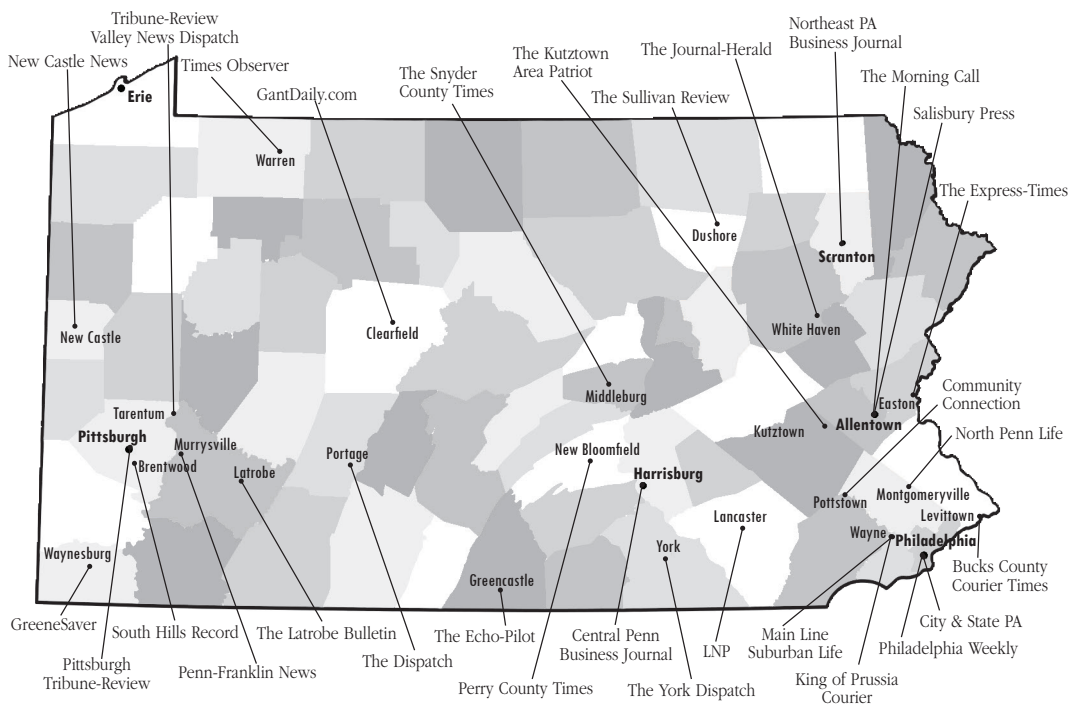 Tribune-Review
Valley News Dispatch
New Castle News
Times Observer
GantDaily.com
The Snyder
County Times
The Kutztown
Area Patriot
The Sullivan Review
The Journal-Herald
Northeast PA
Business Journal
The Morning Call
Salisbury Press
The Express-Times
Erie
Warren
Dushore
Scranton
New Castle
Clearfield
White Haven
Middleburg
Easton
Allentown
Kutztown
Community
Connection
North Penn Life
Tarentum
Pittsburgh
Murrysville
Brentwood
Latrobe
Portage
New Bloomfield
Harrisburg
Pottstown
Montgomeryville
Levittown
Lancaster
Wayne
Philadelphia
York
Waynesburg
Greencastle
Bucks County
Courier Times
City & State PA
Philadelphia Weekly
GreeneSaver
South Hills Record
The Latrobe Bulletin
The Echo-Pilot
Central Penn
Business Journal
LNP
Main Line
Suburban Life
King of Prussia
Courier
Pittsburgh
Tribune-Review
Penn-Franklin News
The Dispatch
Perry County Times
The York Dispatch